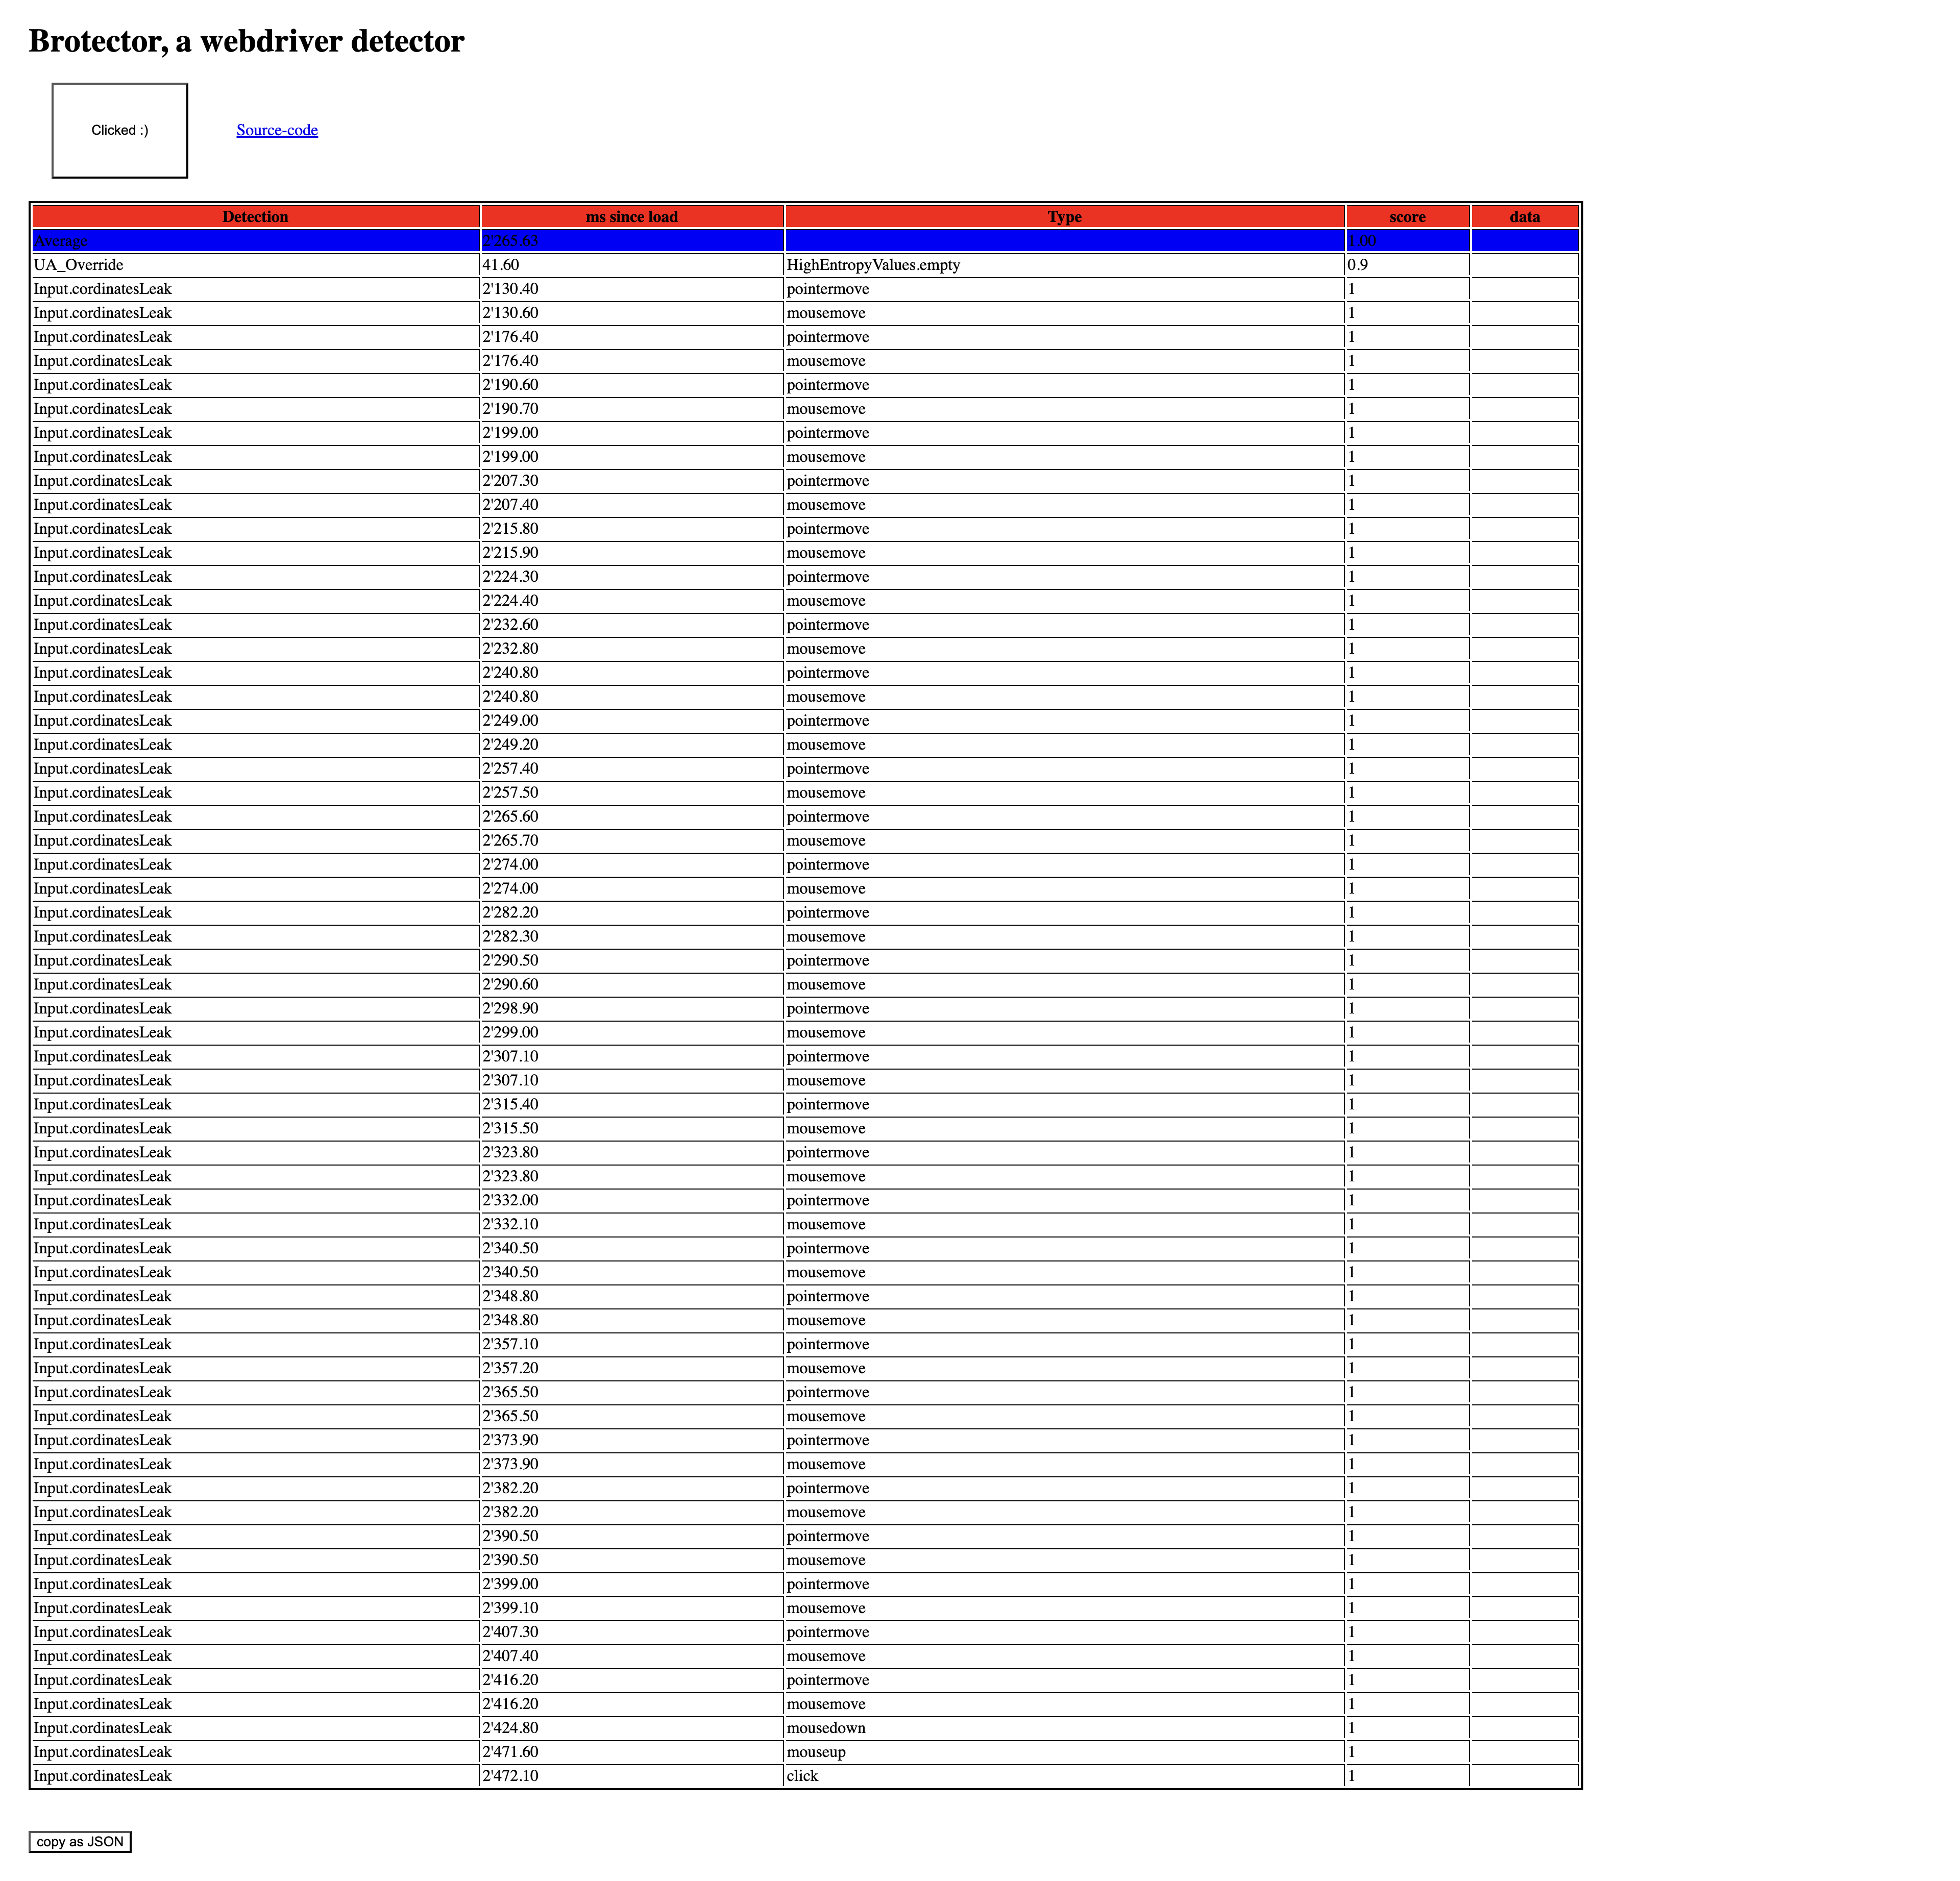 Brotector, a webdriver detector
Clicked :) Source-code
Detection ms since load Type score data
Average 2'265.63 1.00
UA_Override 41.60 HighEntropyValues.empty 0.9
Input.cordinatesLeak 2'130.40 pointermove 1
Input.cordinatesLeak 2'130.60 mousemove 1
Input.cordinatesLeak 2'176.40 pointermove 1
Input.cordinatesLeak 2'176.40 mousemove 1
Input.cordinatesLeak 2'190.60 pointermove 1
Input.cordinatesLeak 2'190.70 mousemove 1
Input.cordinatesLeak 2'199.00 pointermove 1
Input.cordinatesLeak 2'199.00 mousemove 1
Input.cordinatesLeak 2'207.30 pointermove 1
Input.cordinatesLeak 2'207.40 mousemove 1
Input.cordinatesLeak 2'215.80 pointermove 1
Input.cordinatesLeak 2'215.90 mousemove 1
Input.cordinatesLeak 2'224.30 pointermove 1
Input.cordinatesLeak 2'224.40 mousemove 1
Input.cordinatesLeak 2'232.60 pointermove 1
Input.cordinatesLeak 2'232.80 mousemove 1
Input.cordinatesLeak 2'240.80 pointermove 1
Input.cordinatesLeak 2'240.80 mousemove 1
Input.cordinatesLeak 2'249.00 pointermove 1
Input.cordinatesLeak 2'249.20 mousemove 1
Input.cordinatesLeak 2'257.40 pointermove 1
Input.cordinatesLeak 2'257.50 mousemove 1
Input.cordinatesLeak 2'265.60 pointermove 1
Input.cordinatesLeak 2'265.70 mousemove 1
Input.cordinatesLeak 2'274.00 pointermove 1
Input.cordinatesLeak 2'274.00 mousemove 1
Input.cordinatesLeak 2'282.20 pointermove 1
Input.cordinatesLeak 2'282.30 mousemove 1
Input.cordinatesLeak 2'290.50 pointermove 1
Input.cordinatesLeak 2'290.60 mousemove 1
Input.cordinatesLeak 2'298.90 pointermove 1
Input.cordinatesLeak 2'299.00 mousemove 1
Input.cordinatesLeak 2'307.10 pointermove 1
Input.cordinatesLeak 2'307.10 mousemove 1
Input.cordinatesLeak 2'315.40 pointermove 1
Input.cordinatesLeak 2'315.50 mousemove 1
Input.cordinatesLeak 2'323.80 pointermove 1
Input.cordinatesLeak 2'323.80 mousemove 1
Input.cordinatesLeak 2'332.00 pointermove 1
Input.cordinatesLeak 2'332.10 mousemove 1
Input.cordinatesLeak 2'340.50 pointermove 1
Input.cordinatesLeak 2'340.50 mousemove 1
Input.cordinatesLeak 2'348.80 pointermove 1
Input.cordinatesLeak 2'348.80 mousemove 1
Input.cordinatesLeak 2'357.10 pointermove 1
Input.cordinatesLeak 2'357.20 mousemove 1
Input.cordinatesLeak 2'365.50 pointermove 1
Input.cordinatesLeak 2'365.50 mousemove 1
Input.cordinatesLeak 2'373.90 pointermove 1
Input.cordinatesLeak 2'373.90 mousemove 1
Input.cordinatesLeak 2'382.20 pointermove 1
Input.cordinatesLeak 2'382.20 mousemove 1
Input.cordinatesLeak 2'390.50 pointermove 1
Input.cordinatesLeak 2'390.50 mousemove 1
Input.cordinatesLeak 2'399.00 pointermove 1
Input.cordinatesLeak 2'399.10 mousemove 1
Input.cordinatesLeak 2'407.30 pointermove 1
Input.cordinatesLeak 2'407.40 mousemove 1
Input.cordinatesLeak 2'416.20 pointermove 1
Input.cordinatesLeak 2'416.20 mousemove 1
Input.cordinatesLeak 2'424.80 mousedown 1
Input.cordinatesLeak 2'471.60 mouseup 1
Input.cordinatesLeak 2'472.10 click 1
copy as JSON